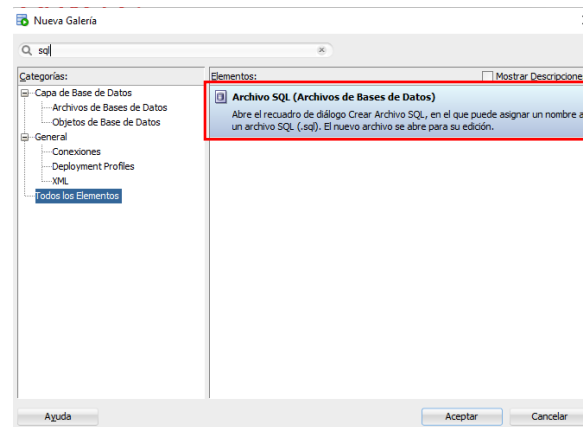 Nueva Galería
sql
Categorías:
Elementos:
Mostrar Descripcione
Capa de Base de Datos
Archivos de Bases de Datos
Objetos de Base de Datos
General
Conexiones
Deployment Profiles
XML
Todos los Elementos
Archivo SQL (Archivos de Bases de Datos)
Abre el recuadro de diálogo Crear Archivo SQL, en el que puede asignar un nombre a
un archivo SQL (.sql). El nuevo archivo se abre para su edición.
Ayuda
Aceptar
Cancelar